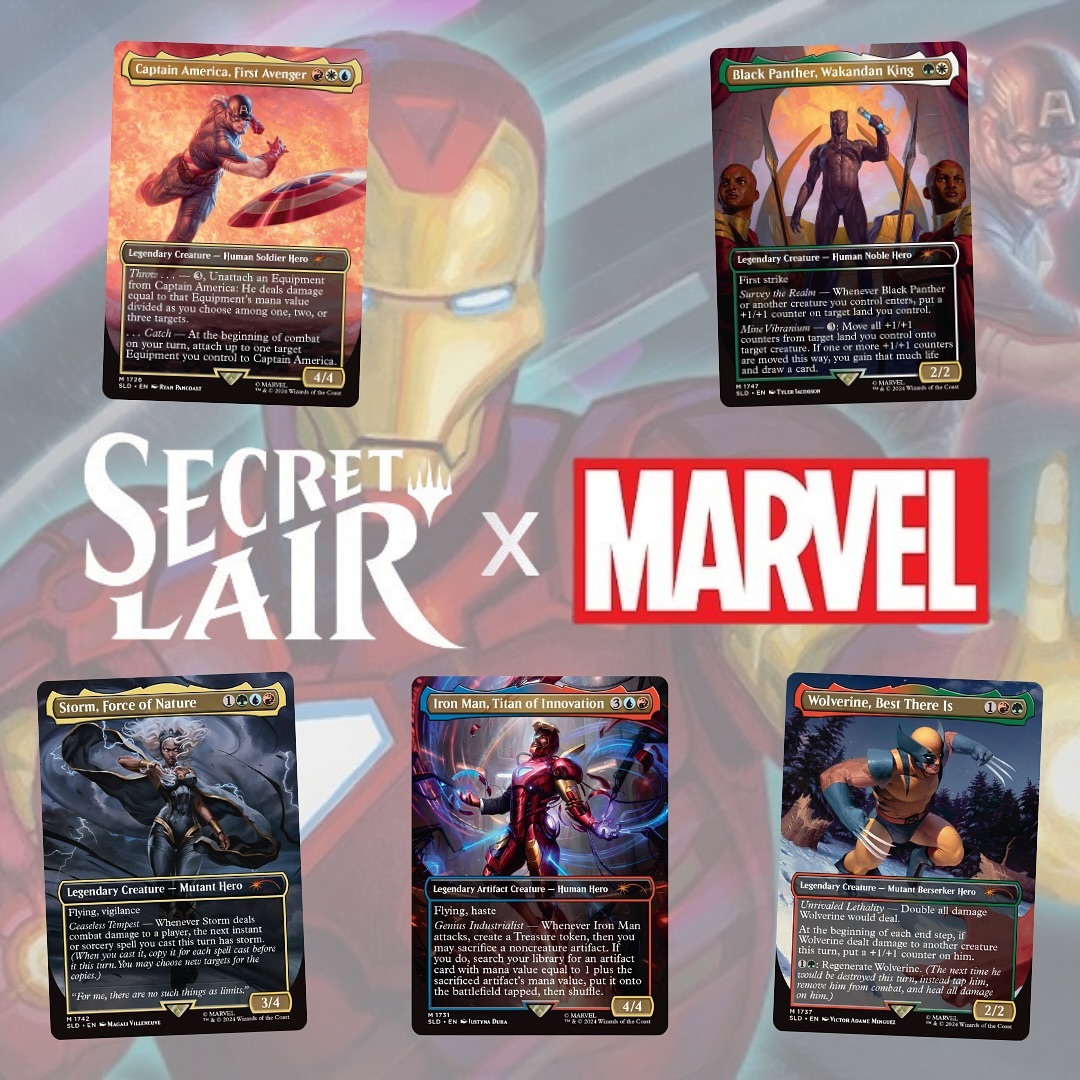 Captain America, First Avenger
Legendary Creature — Human Soldier Hero
Throw . . . — 3, Unattach an Equipment
from Captain America: He deals damage
equal to that Equipment's mana value
divided as you choose among one, two, or
three targets.
. . . Catch — At the beginning of combat
on your turn, attach up to one target
Equipment you control to Captain America.
4/4
M 1726
SLD • EN RYAN PANCOAST
© MARVEL
™ & © 2024 Wizards of the Coast
Black Panther, Wakandan King
Legendary Creature — Human Noble Hero
First strike
Survey the Realm — Whenever Black Panther
or another creature you control enters, put a
+1/+1 counter on target land you control.
Mine Vibranium — 3: Move all +1/+1
counters from target land you control onto
target creature. If one or more +1/+1 counters
are moved this way, you gain that much life
and draw a card.
2/2
M 1747
SLD • EN TYLER JACOBSON
© MARVEL
™ & © 2024 Wizards of the Coast
SECRET
LAIR
X
MARVEL
Storm, Force of Nature 1
Legendary Creature — Mutant Hero
Flying, vigilance
Ceaseless Tempest — Whenever Storm deals
combat damage to a player, the next instant
or sorcery spell you cast this turn has storm.
(When you cast it, copy it for each spell cast before
it this turn. You may choose new targets for the
copies.)
"For me, there are no such things as limits."
3/4
M 1742
SLD • EN MAGALI VILLENEUVE
© MARVEL
™ & © 2024 Wizards of the Coast
Iron Man, Titan of Innovation 3
Legendary Artifact Creature — Human Hero
Flying, haste
Genius Industrialist — Whenever Iron Man
attacks, create a Treasure token, then you
may sacrifice a noncreature artifact. If
you do, search your library for an artifact
card with mana value equal to 1 plus the
sacrificed artifact's mana value, put it onto
the battlefield tapped, then shuffle.
4/4
M 1731
SLD • EN IUSTYNA DURA
© MARVEL
™ & © 2024 Wizards of the Coast
Wolverine, Best There Is 1
Legendary Creature — Mutant Berserker Hero
Unrivaled Lethality — Double all damage
Wolverine would deal.
At the beginning of each end step, if
Wolverine dealt damage to another creature
this turn, put a +1/+1 counter on him.
1: Regenerate Wolverine. (The next time he
would be destroyed this turn, instead tap him,
remove him from combat, and heal all damage
on him.)
2/2
M 1737
SLD • EN VICTOR ADAME MINGUEZ
© MARVEL
™ & © 2024 Wizards of the Coast
A